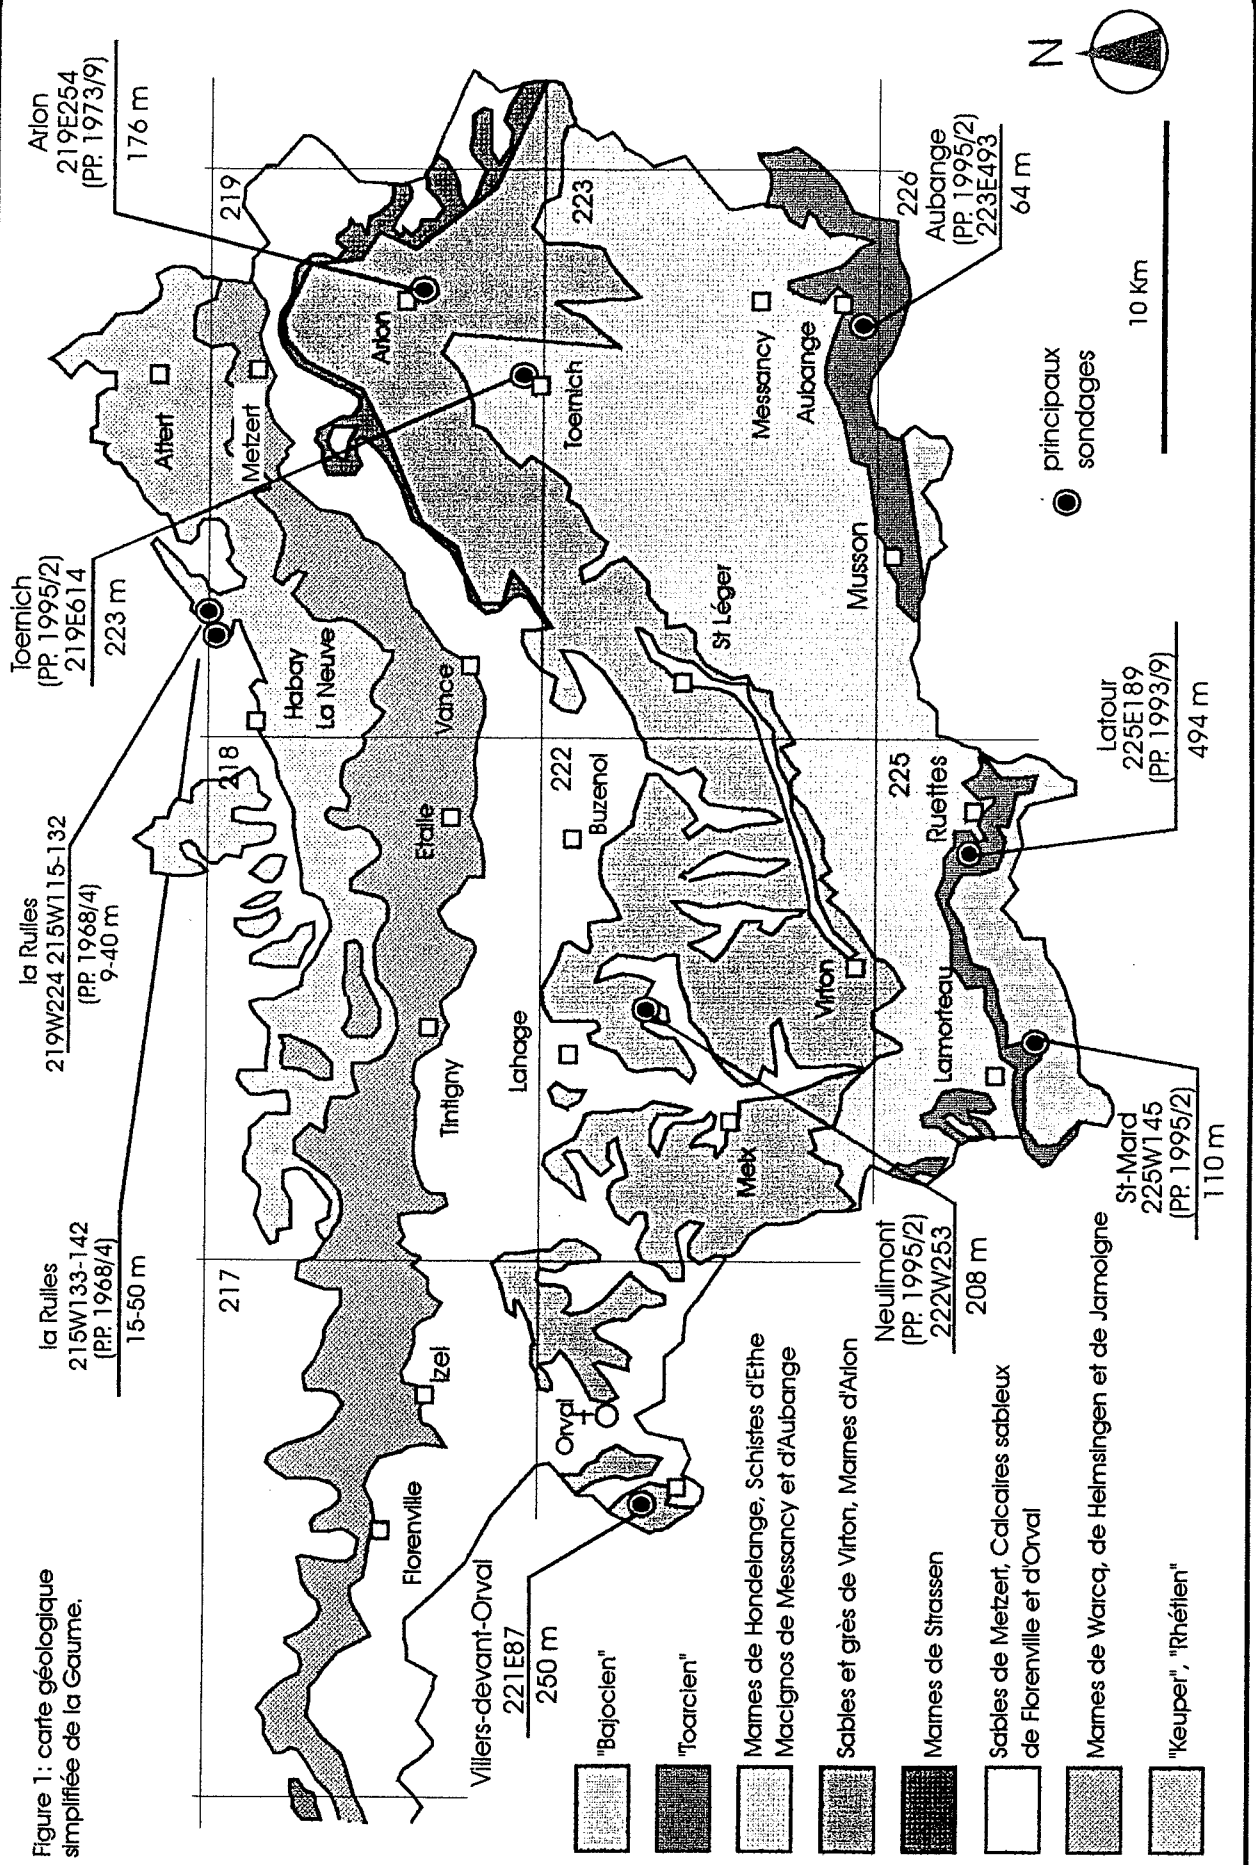 Figure 1 : carte géologique
simplifiée de la Gaume.
la Rulles
215W133-142
(P.P. 1968/4)
15-50 m
la Rulles
219W224 215W115-132
(P.P. 1968/4)
9-40 m
Toernich
(PP. 1995/2)
219E614
223 m
Arlon
219E254
(PP. 1973/9)
176 m
217
218
219
Attert
Metzert
Habay
La Neuve
Arlon
Vance
Etalle
Tintigny
Izel
Florenville
222
223
Toernich
Buzenol
Lahage
Orval
St Léger
Messancy
Aubange
Virton
Meix
Musson
225
226
Ruettes
Lamorteau
Villers-devant-Orval
221E87
250 m
Neulimont
(PP. 1995/2)
222W253
208 m
St-Mard
225W145
(PP. 1995/2)
110 m
Latour
225E189
(PP. 1993/9)
494 m
Aubange
(PP. 1995/2)
223E493
64 m
N
10 Km
principaux
sondages
"Bajocien"
"Toarcien"
Marnes de Hondelange, Schistes d'Ethe
Macignos de Messancy et d'Aubange
Sables et grès de Virton, Marnes d'Arlon
Marnes de Strassen
Sables de Metzert, Calcaires sableux
de Florenville et d'Orval
Marnes de Warcq, de Helmsingen et de Jamoigne
"Keuper", "Rhétien"